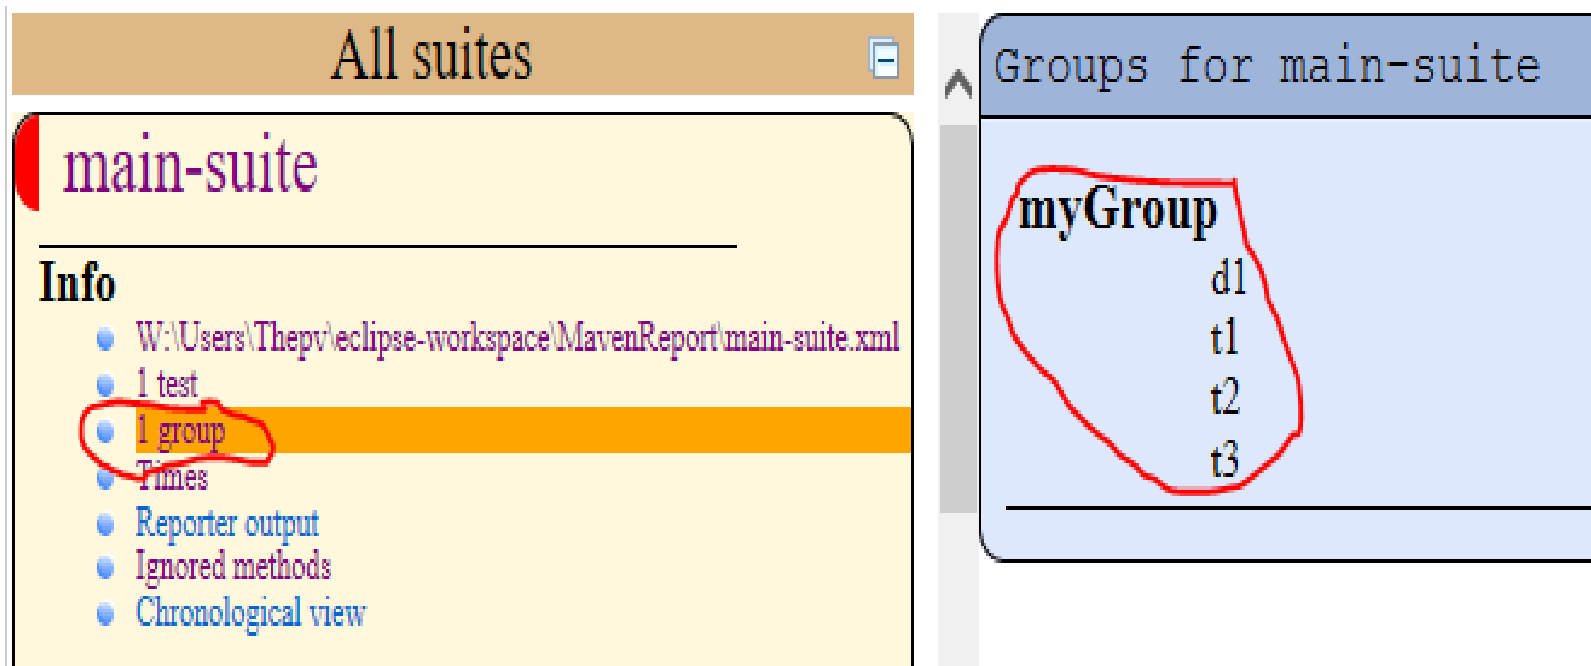 All suites
main-suite
Info
W:\Users\Thepv\eclipse-workspace\MavenReport\main-suite.xml
1 test
1 group
Times
Reporter output
Ignored methods
Chronological view
Groups for main-suite
myGroup
d1
t1
t2
t3